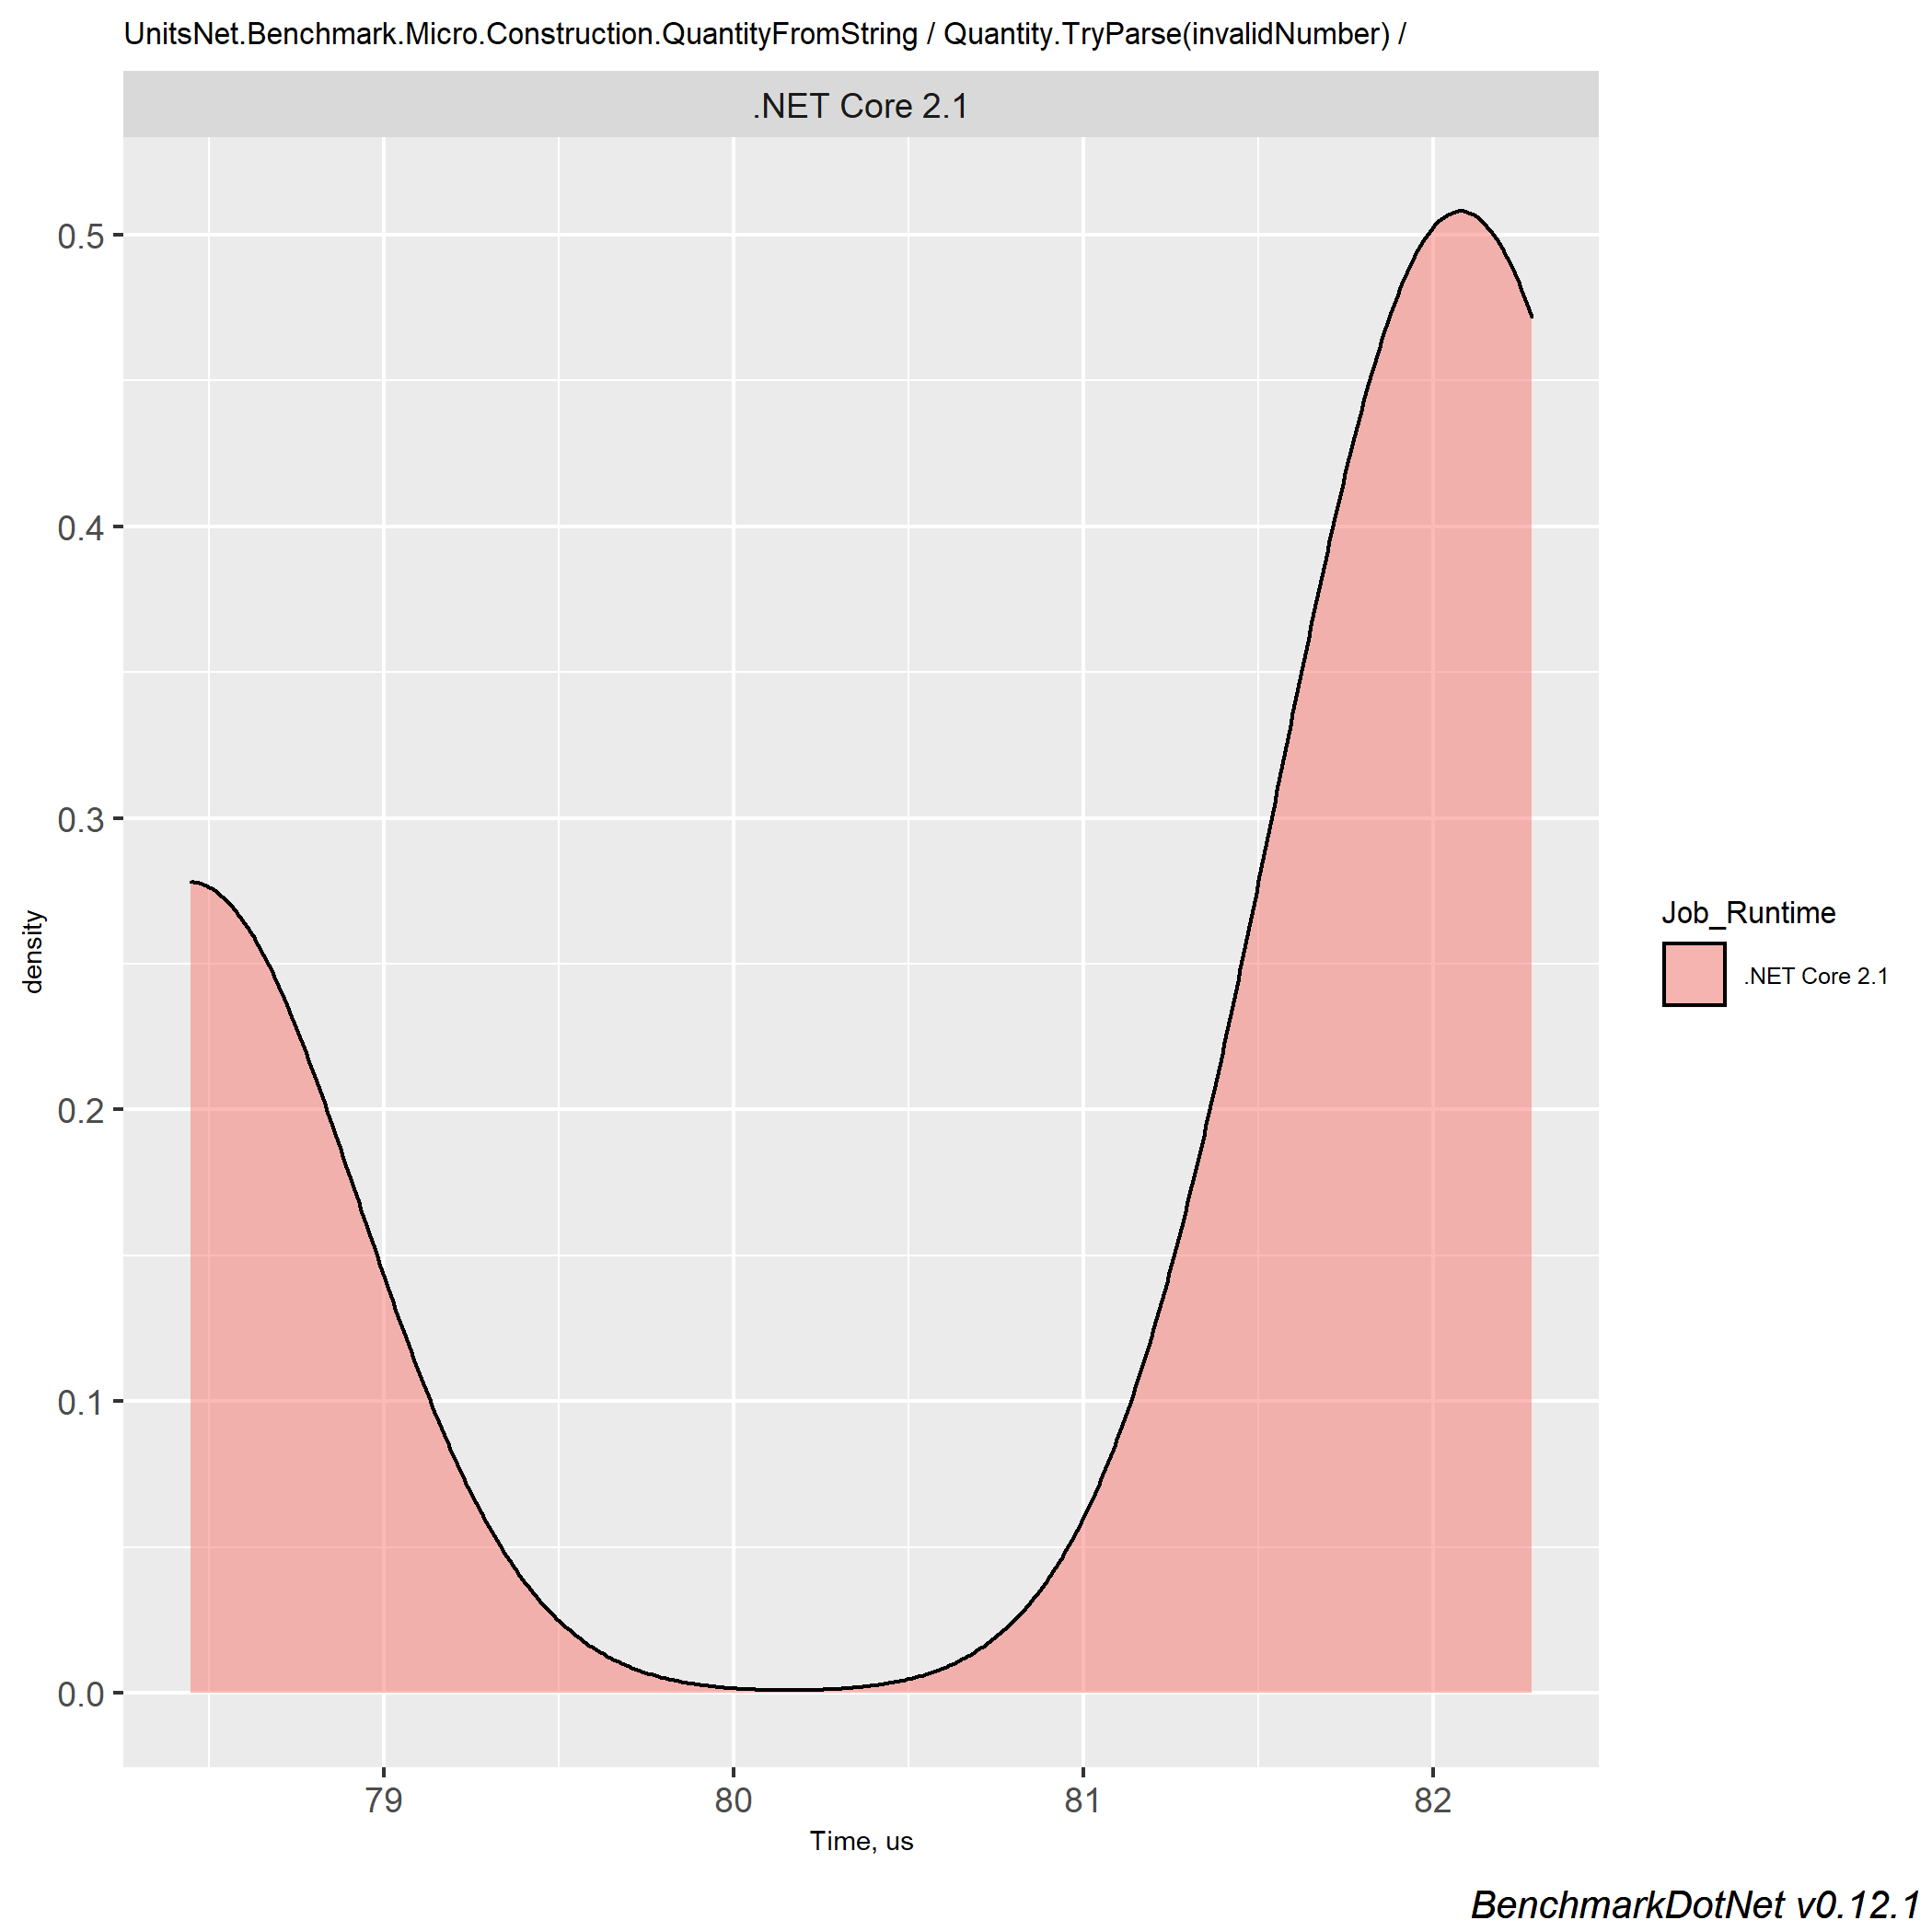 UnitsNet.Benchmark.Micro.Construction.QuantityFromString / Quantity.TryParse(invalidNumber) /
.NET Core 2.1
0.5
0.4
0.3
0.2
0.1
0.0
density
79 80 81 82
Time, us
Job_Runtime
.NET Core 2.1
BenchmarkDotNet v0.12.1